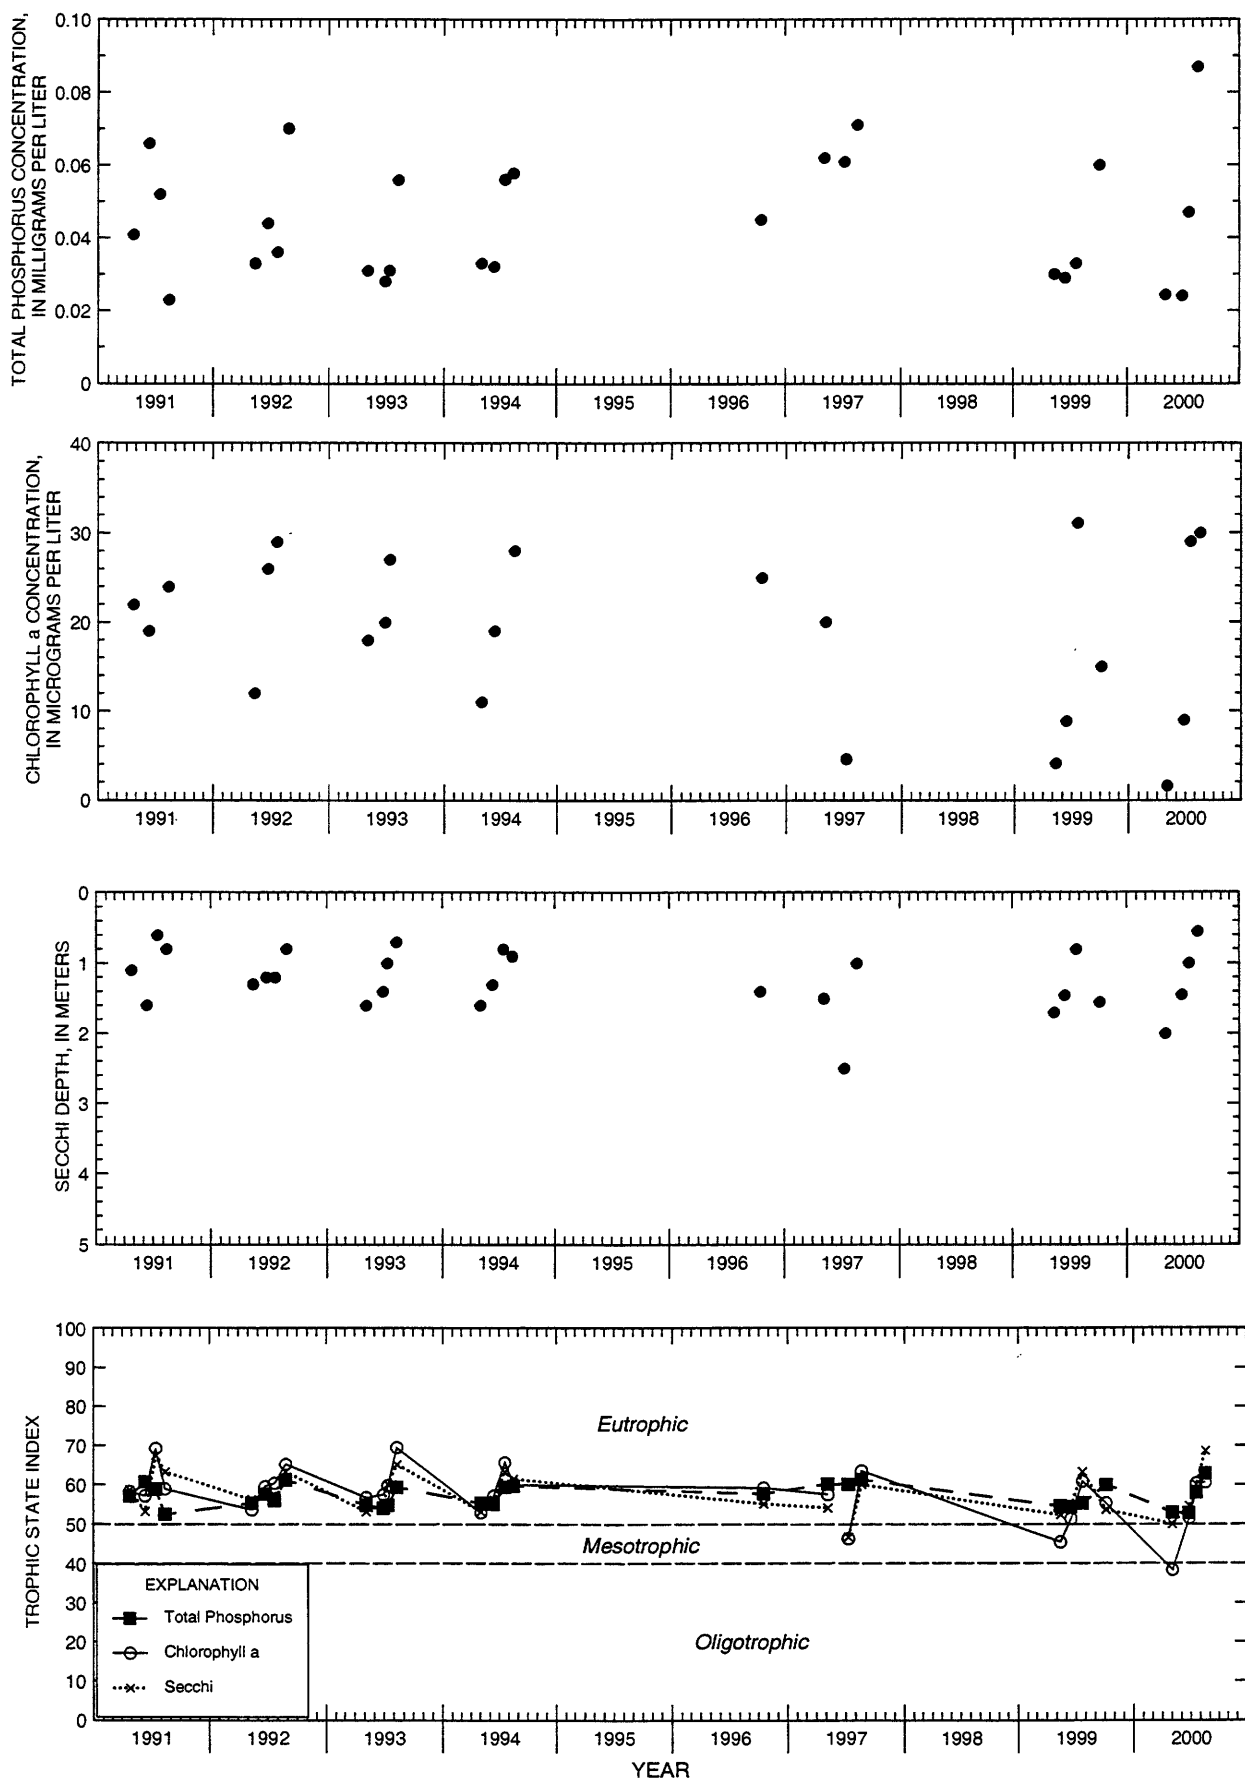 TOTAL PHOSPHORUS CONCENTRATION,
IN MILLIGRAMS PER LITER
0.10
0.08
0.06
0.04
0.02
0
1991 1992 1993 1994 1995 1996 1997 1998 1999 2000
CHLOROPHYLL a CONCENTRATION,
IN MICROGRAMS PER LITER
40
30
20
10
0
1991 1992 1993 1994 1995 1996 1997 1998 1999 2000
SECCHI DEPTH, IN METERS
0
1
2
3
4
5
1991 1992 1993 1994 1995 1996 1997 1998 1999 2000
TROPHIC STATE INDEX
100
90
80
70
60
50
40
30
20
10
0
Eutrophic
Mesotrophic
Oligotrophic
EXPLANATION
Total Phosphorus
Chlorophyll a
Secchi
1991 1992 1993 1994 1995 1996 1997 1998 1999 2000
YEAR